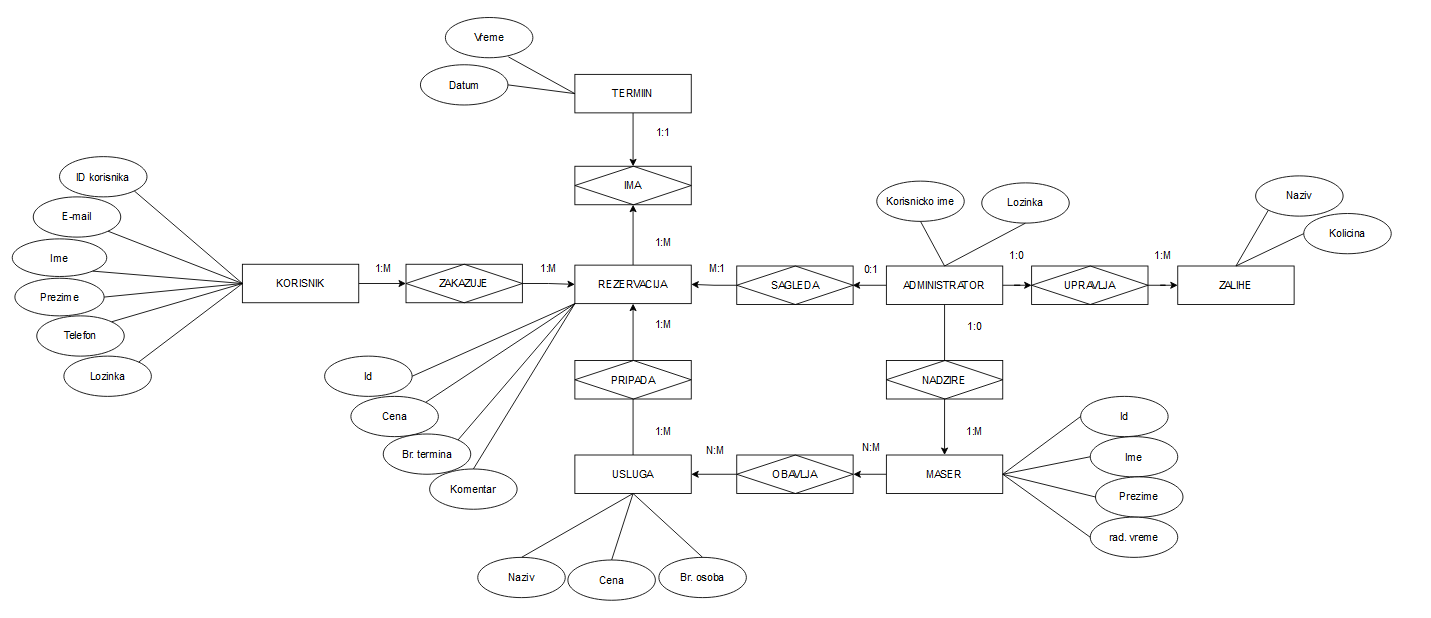 Vreme
Datum
TERMIIN
1:1
IMA
1:M
ID korisnika
E-mail
Ime
Prezime
Telefon
Lozinka
KORISNIK
1:M
ZAKAZUJE
1:M
REZERVACIJA
M:1
SAGLEDA
0:1
Korisnicko ime
Lozinka
ADMINISTRATOR
1:0
UPRAVLJA
1:M
Naziv
Kolicina
ZALIHE
Id
Cena
Br. termina
Komentar
1:M
PRIPADA
1:M
1:0
NADZIRE
1:M
USLUGA
N:M
OBAVLJA
N:M
MASER
Id
Ime
Prezime
rad. vreme
Naziv
Cena
Br. osoba